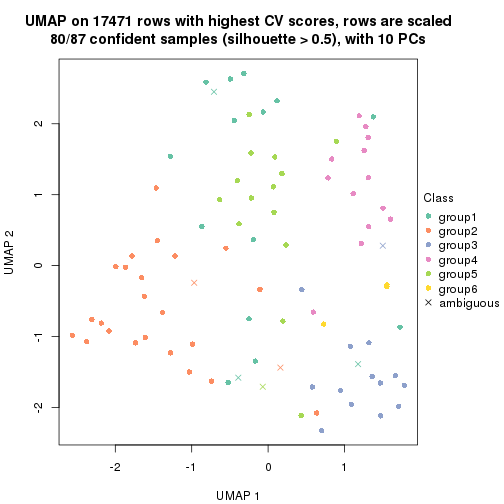 UMAP on 17471 rows with highest CV scores, rows are scaled
80/87 confident samples (silhouette > 0.5), with 10 PCs
2
1
0
-1
-2
UMAP 2
-2
-1
0
1
UMAP 1
Class
group1
group2
group3
group4
group5
group6
ambiguous